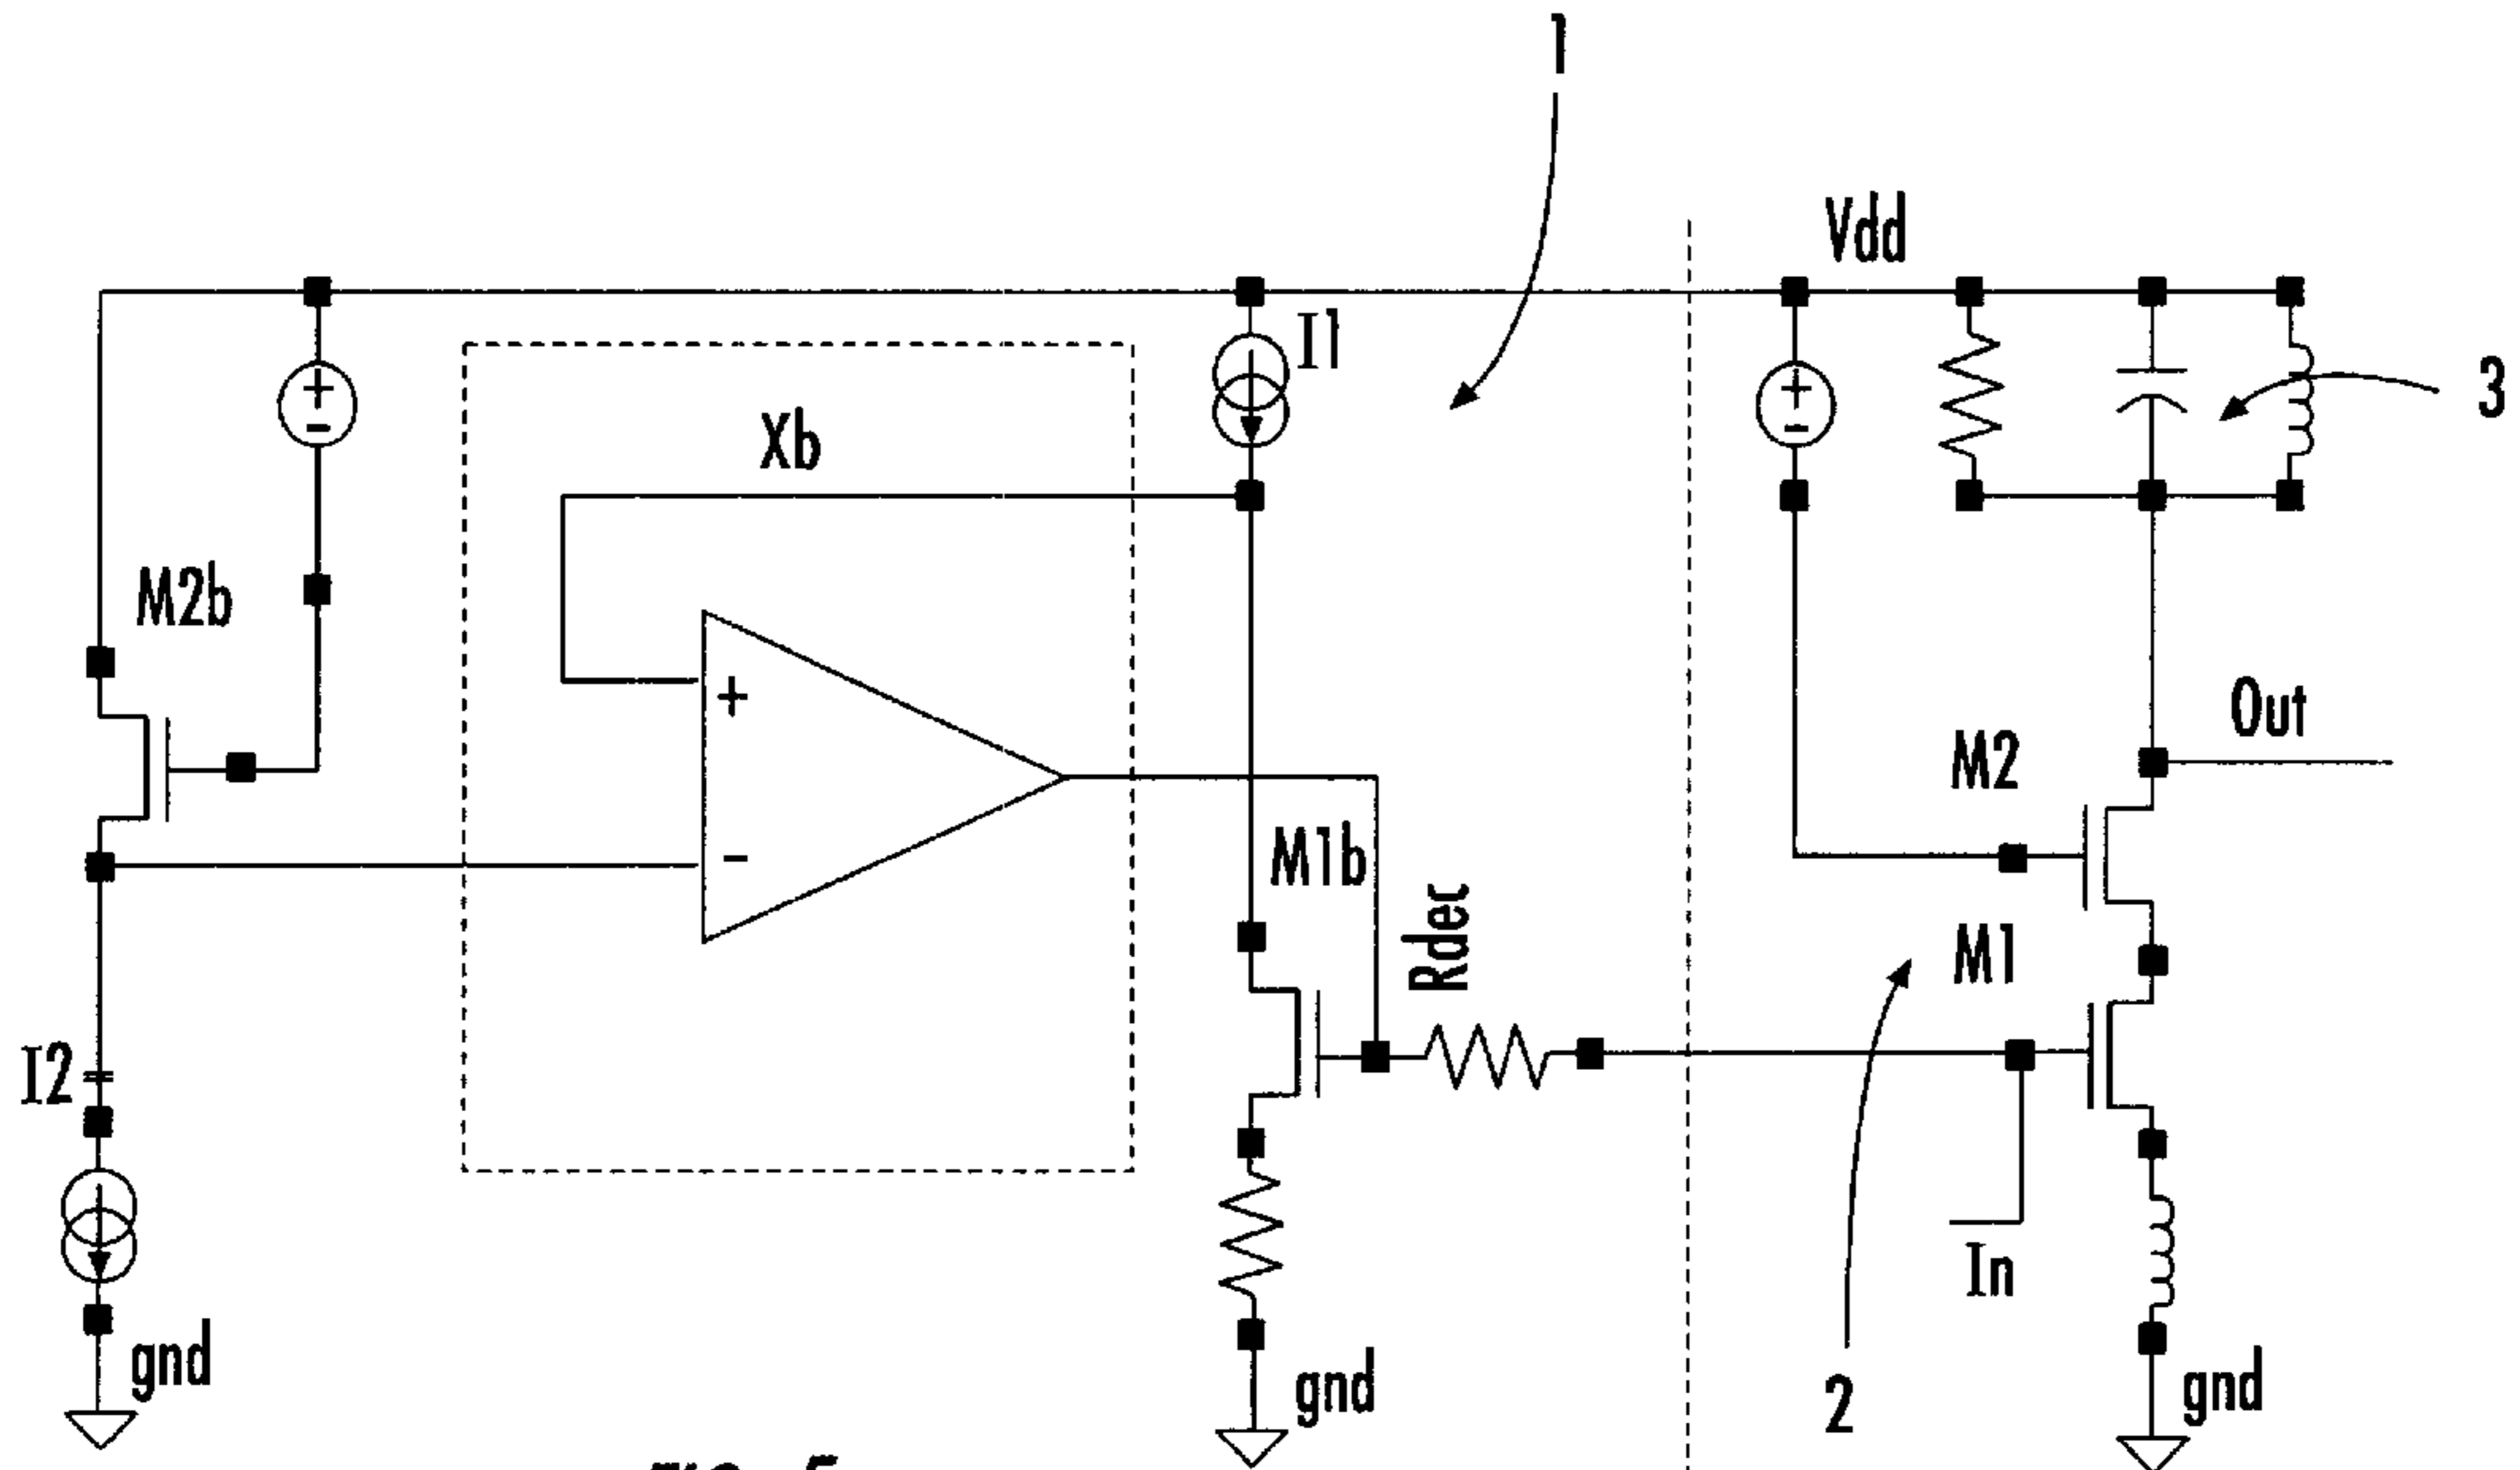 1
Vdd
I1
3
Xb
+
-
+
-
M2b
Out
+
M2
-
M1b
Rdec
M1
I2
In
gnd
gnd
gnd
2